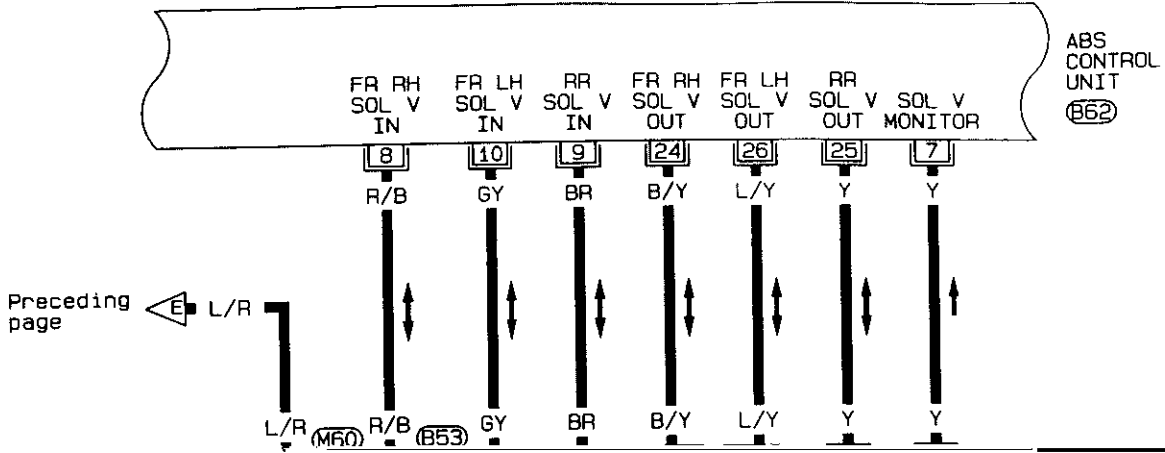 ABS
CONTROL
UNIT
B62
FR RH SOL V IN
FR LH SOL V IN
RR SOL V IN
FR RH SOL V OUT
FR LH SOL V OUT
RR SOL V OUT
SOL V MONITOR
8 10 9 24 26 25 7
R/B GY BR B/Y L/Y Y Y
Preceding
page
E L/R
L/R M60 R/B B53 GY BR B/Y L/Y Y Y